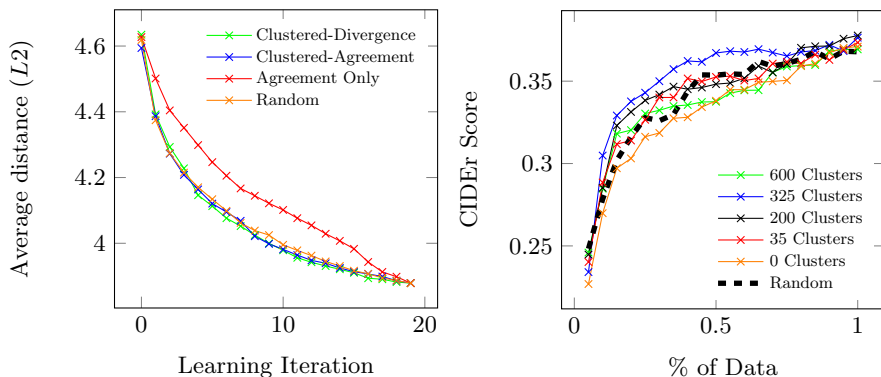 Average distance (L2)
4.6
4.4
4.2
4
0
10
20
Learning Iteration
Clustered-Divergence
Clustered-Agreement
Agreement Only
Random
CIDEr Score
0.35
0.3
0.25
0
0.5
1
% of Data
600 Clusters
325 Clusters
200 Clusters
35 Clusters
0 Clusters
Random